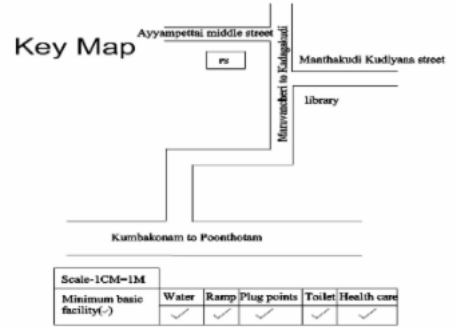 Key Map
Ayyampettai middle street
PS
Maruvancheri to Kadagakudi
Manthakudi Kudiyana street
library
Kumbakonam to Poonthotam
Scale-1CM=1M
Minimum basic facility(✓) Water Ramp Plug points Toilet Health care
✓ ✓ ✓ ✓ ✓